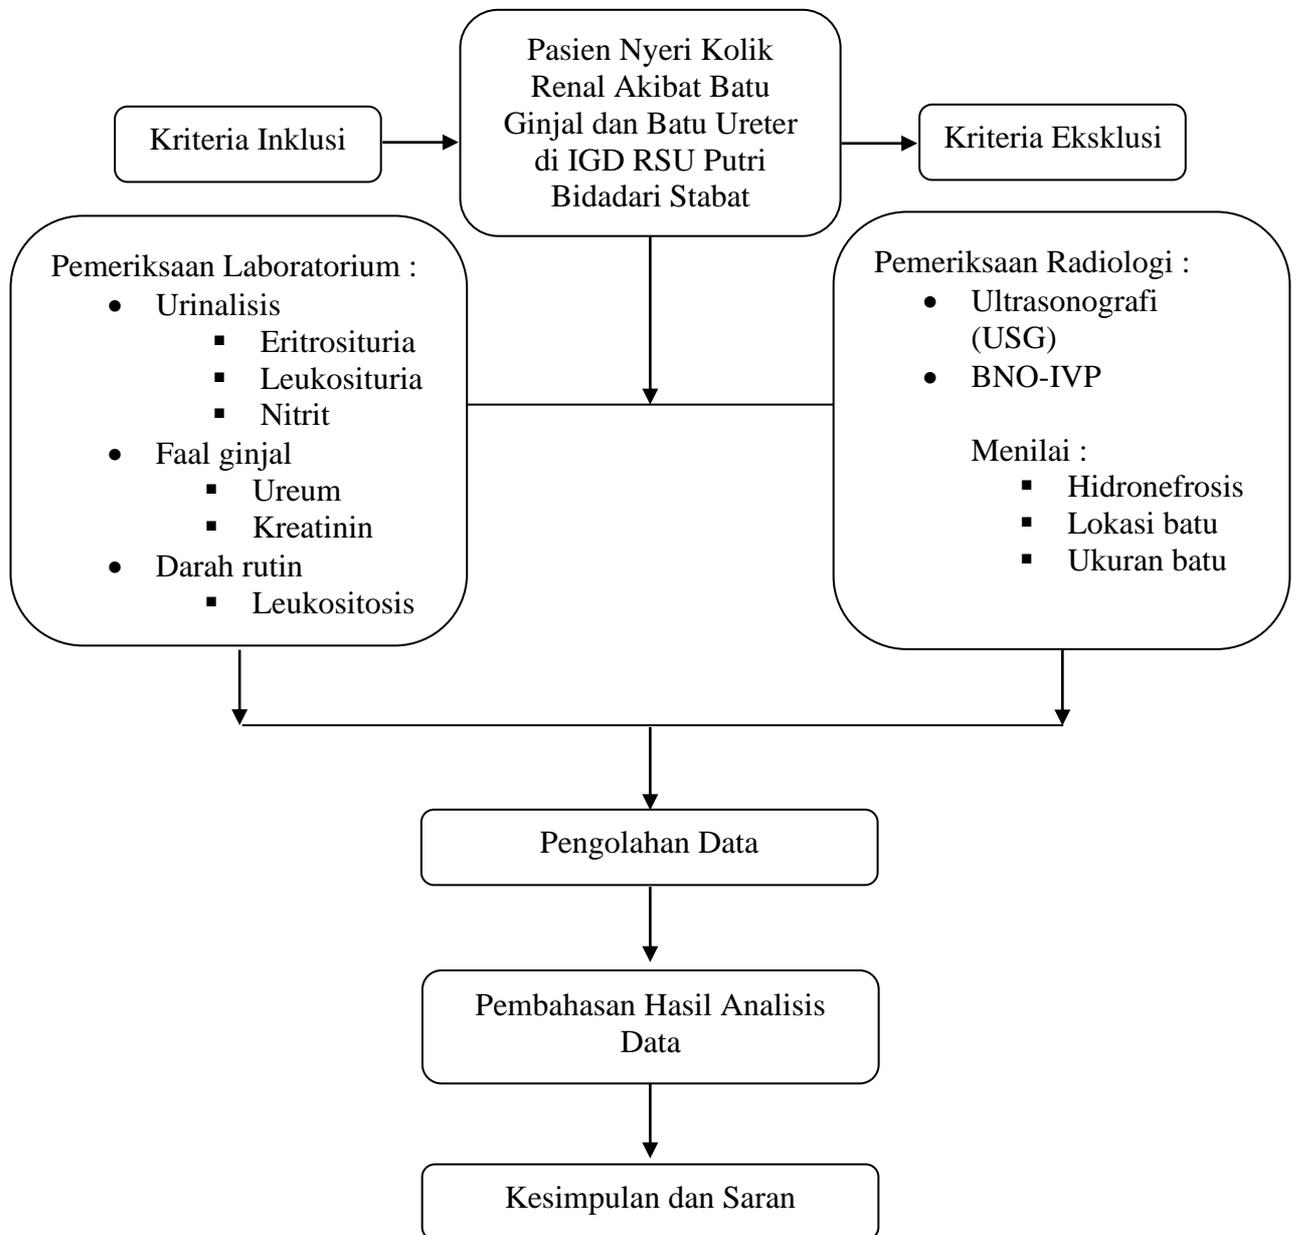 Pasien Nyeri Kolik
Renal Akibat Batu
Ginjal dan Batu Ureter
di IGD RSU Putri
Bidadari Stabat
Kriteria Inklusi
Kriteria Eksklusi
Pemeriksaan Laboratorium :
• Urinalisis
▪ Eritrosituria
▪ Leukosituria
▪ Nitrit
• Faal ginjal
▪ Ureum
▪ Kreatinin
• Darah rutin
▪ Leukositosis
Pemeriksaan Radiologi :
• Ultrasonografi
(USG)
• BNO-IVP
Menilai :
▪ Hidronefrosis
▪ Lokasi batu
▪ Ukuran batu
Pengolahan Data
Pembahasan Hasil Analisis
Data
Kesimpulan dan Saran